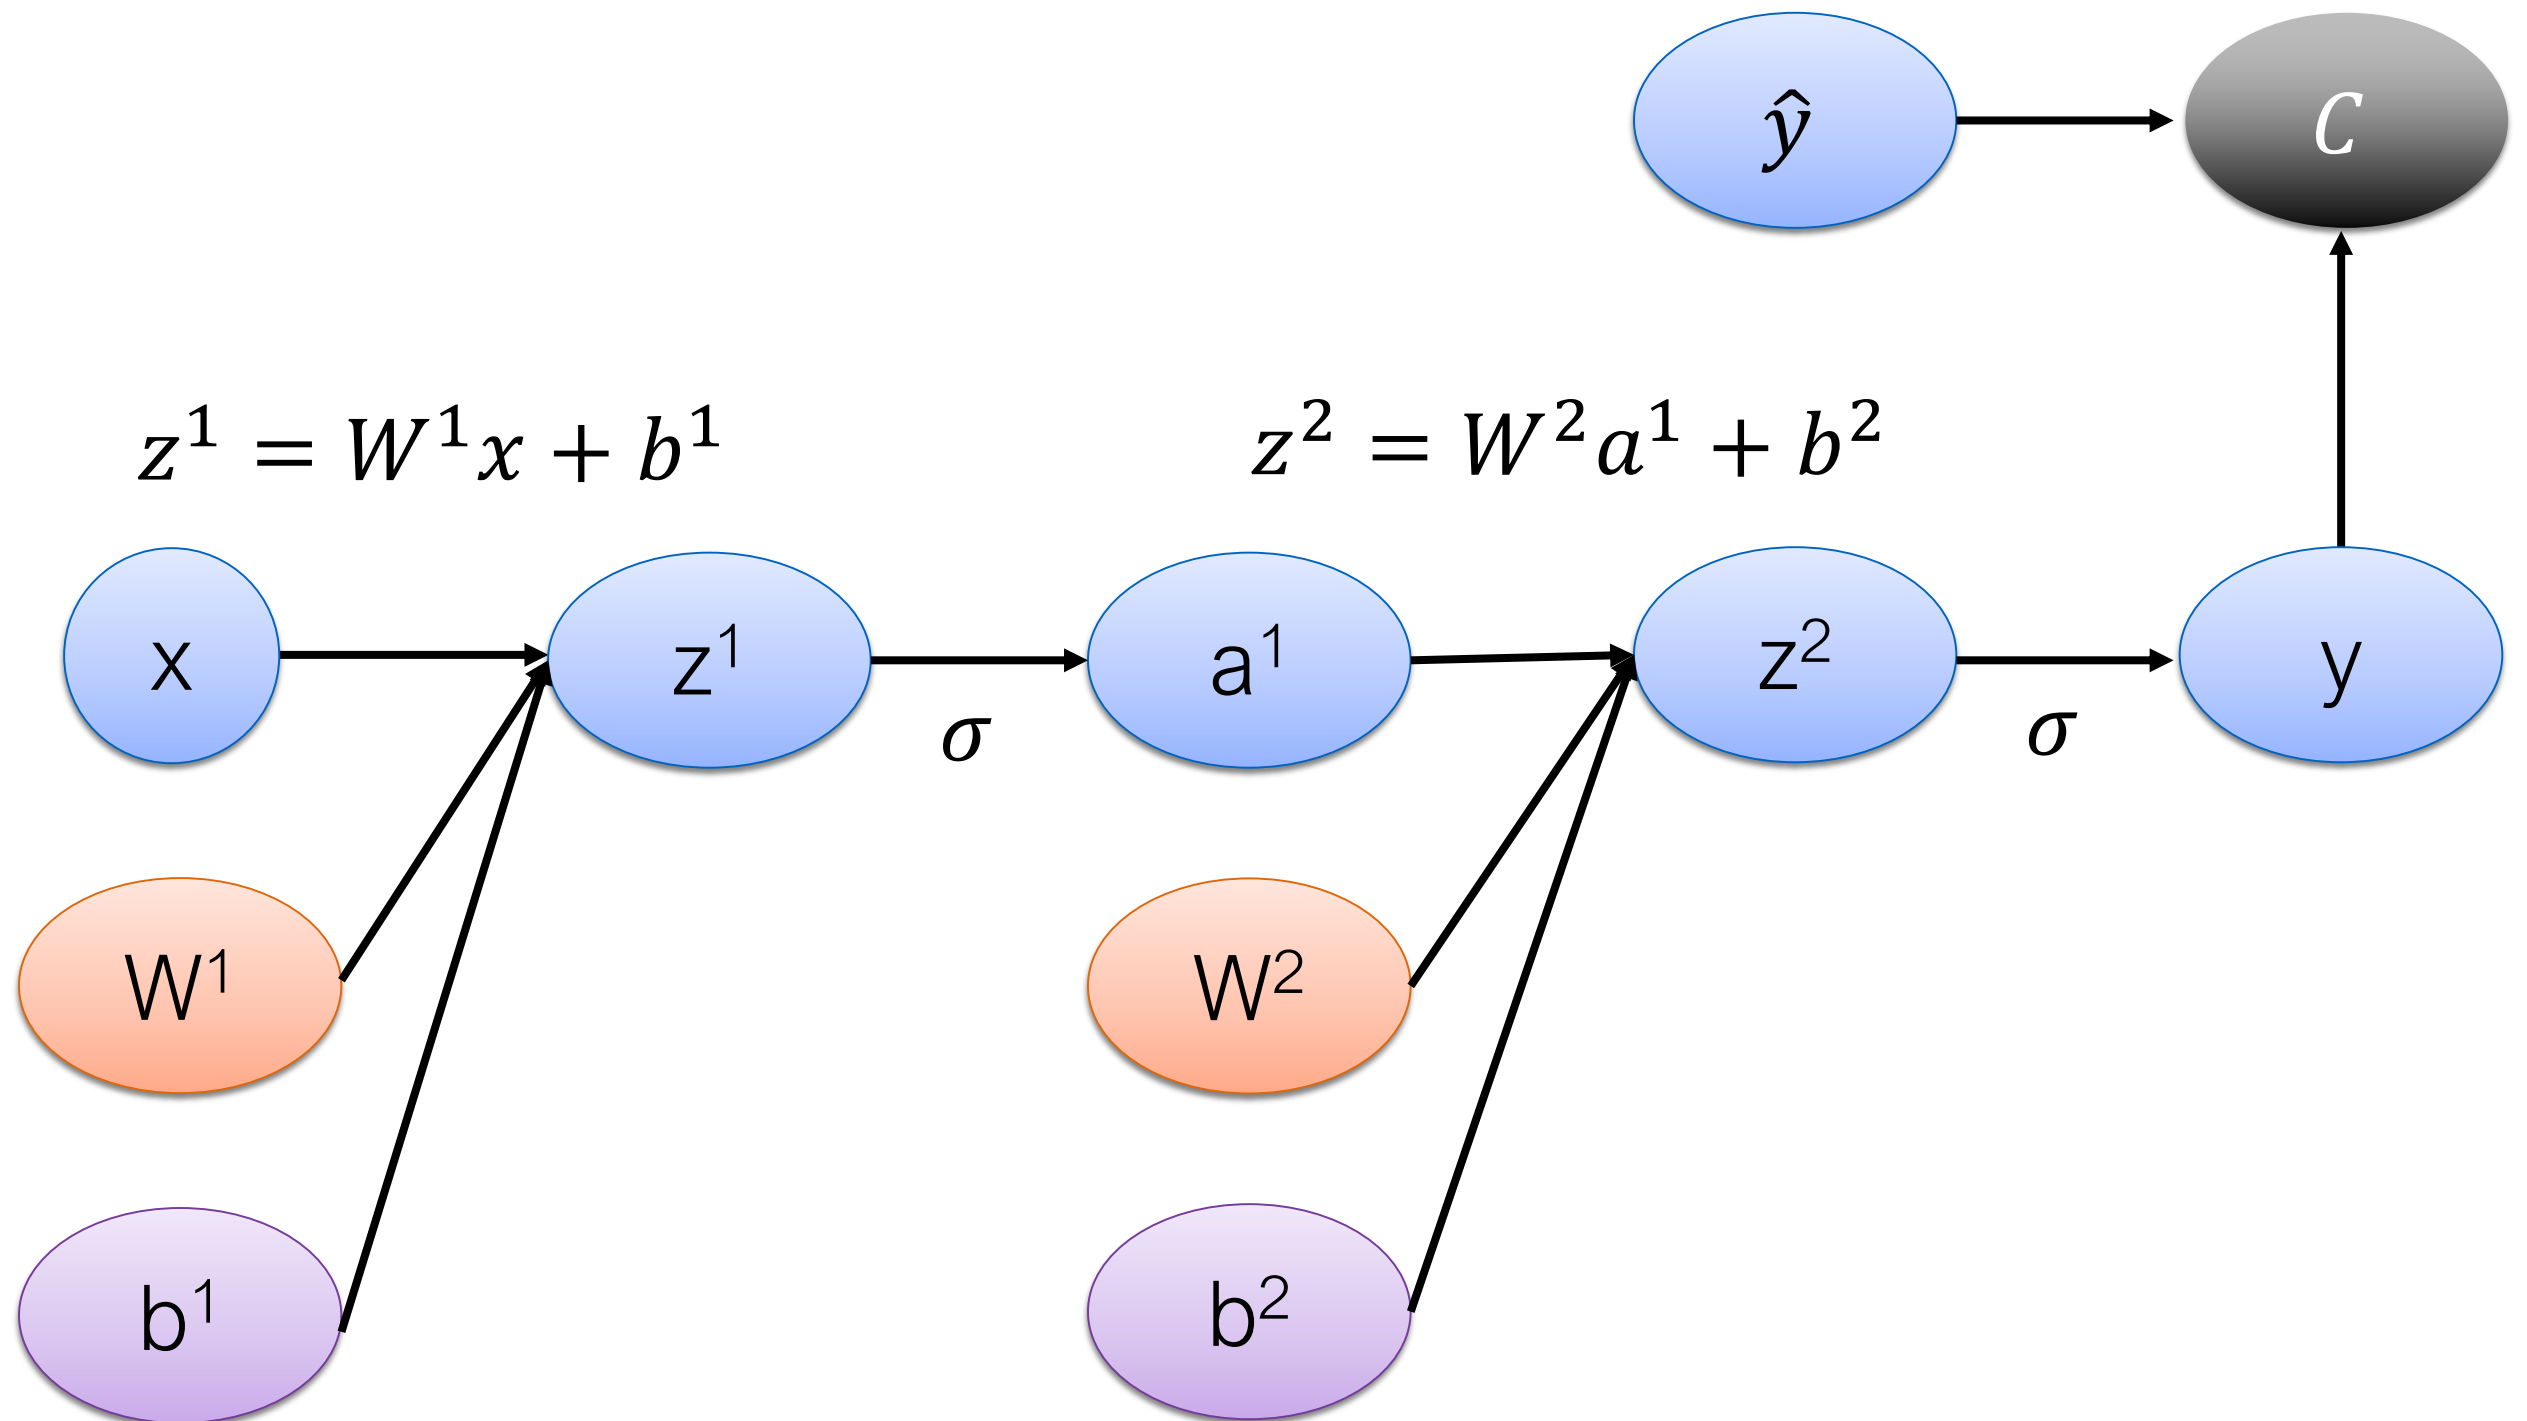 ŷ
C
z¹ = W¹x + b¹
z² = W²a¹ + b²
x
z¹
a¹
z²
y
σ
σ
W¹
W²
b¹
b²